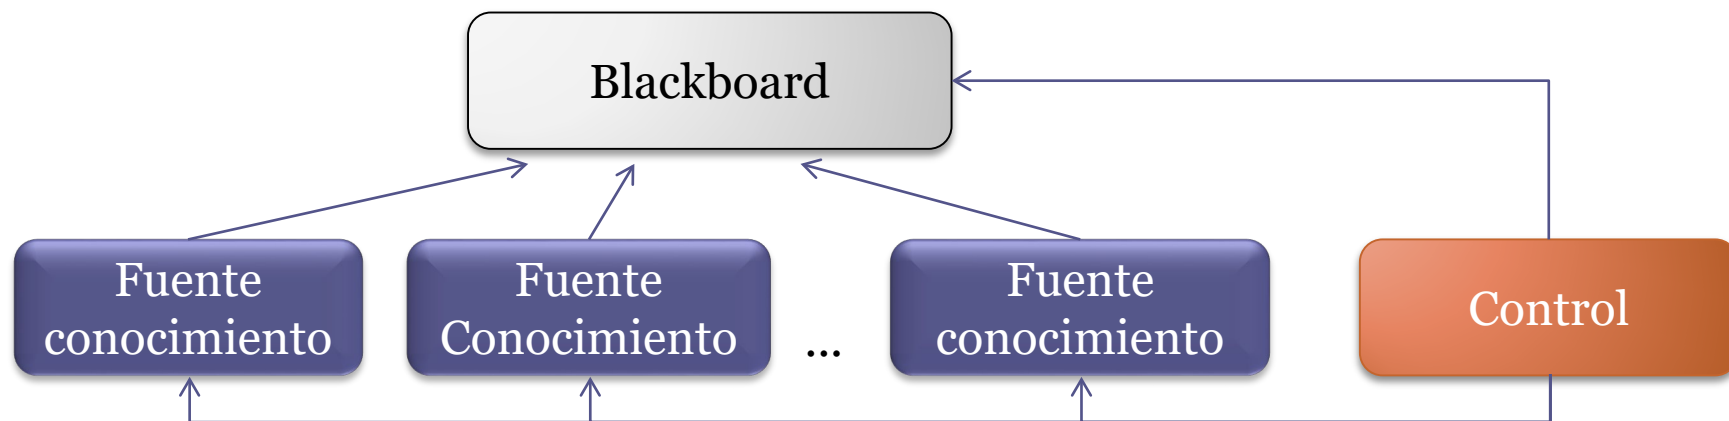 Blackboard
Fuente
conocimiento
Fuente
Conocimiento
...
Fuente
conocimiento
Control